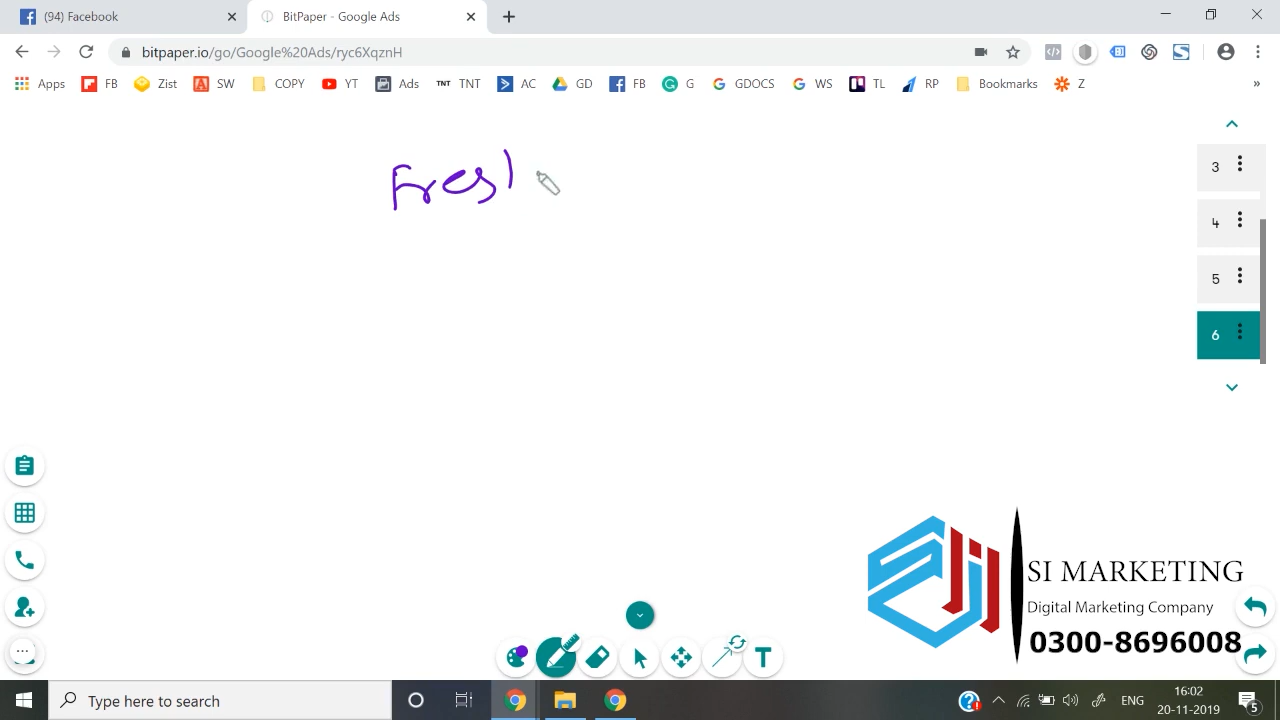 (94) Facebook
BitPaper - Google Ads
bitpaper.io/go/Google%20Ads/ryc6XqznH
Apps FB Zist SW COPY YT Ads TNT TNT AC GD FB G GDOCS WS TL RP Bookmarks Z »
Fres
3
4
5
6
SI MARKETING
Digital Marketing Company
0300-8696008
T
Type here to search
ENG
16:02
20-11-2019
5